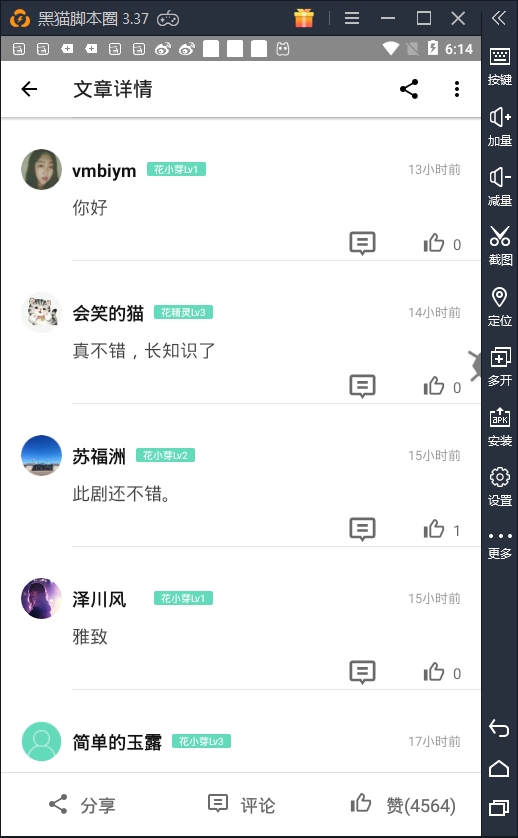 黑猫脚本圈 3.37
6:14
文章详情
按键
加量
减量
截图
定位
多开
APK
安装
设置
更多
vmbiym 花小芽Lv1 13小时前
你好
0
会笑的猫 花精灵Lv3 14小时前
真不错，长知识了
0
苏福洲 花小芽Lv2 15小时前
此剧还不错。
1
泽川风 花小芽Lv1 15小时前
雅致
0
简单的玉露 花小芽Lv3 17小时前
分享 评论 赞(4564)